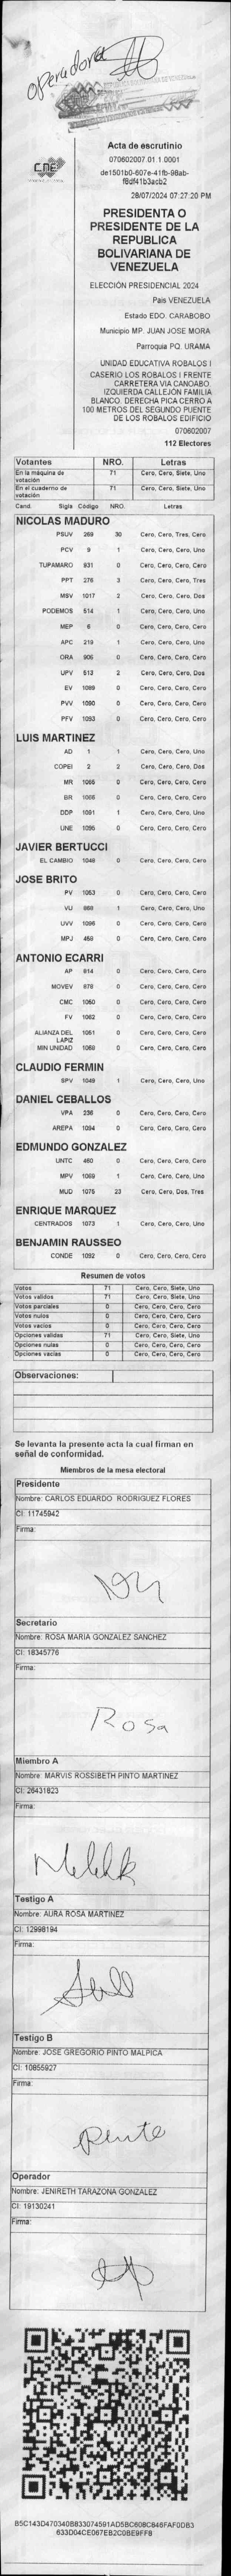 operadora
CNE
Acta de escrutinio
070602007.01.1.0001
de1501b0-607e-41fb-98ab-
f8df41b3acb2
28/07/2024 07:27:20 PM
PRESIDENTA O
PRESIDENTE DE LA
REPUBLICA
BOLIVARIANA DE
VENEZUELA
ELECCIÓN PRESIDENCIAL 2024
Pais VENEZUELA
Estado EDO. CARABOBO
Municipio MP. JUAN JOSE MORA
Parroquia PQ. URAMA
UNIDAD EDUCATIVA ROBALOS I
CASERIO LOS ROBALOS I FRENTE
CARRETERA VIA CANOABO.
IZQUIERDA CALLEJÓN FAMILIA
BLANCO. DERECHA PICA CERRO A
100 METROS DEL SEGUNDO PUENTE
DE LOS ROBALOS EDIFICIO
070602007
112 Electores
Votantes NRO. Letras
En la máquina de votación 71 Cero, Cero, Siete, Uno
En el cuaderno de votación 71 Cero, Cero, Siete, Uno
Cand. Sigla Código NRO. Letras
NICOLAS MADURO
PSUV 269 30 Cero, Cero, Tres, Cero
PCV 9 1 Cero, Cero, Cero, Uno
TUPAMARO 931 0 Cero, Cero, Cero, Cero
PPT 276 3 Cero, Cero, Cero, Tres
MSV 1017 2 Cero, Cero, Cero, Dos
PODEMOS 514 1 Cero, Cero, Cero, Uno
MEP 6 0 Cero, Cero, Cero, Cero
APC 219 1 Cero, Cero, Cero, Uno
ORA 906 0 Cero, Cero, Cero, Cero
UPV 513 2 Cero, Cero, Cero, Dos
EV 1089 0 Cero, Cero, Cero, Cero
PVV 1090 0 Cero, Cero, Cero, Cero
PFV 1093 0 Cero, Cero, Cero, Cero
LUIS MARTINEZ
AD 1 1 Cero, Cero, Cero, Uno
COPEI 2 2 Cero, Cero, Cero, Dos
MR 1065 0 Cero, Cero, Cero, Cero
BR 1066 0 Cero, Cero, Cero, Cero
DDP 1091 1 Cero, Cero, Cero, Uno
UNE 1095 0 Cero, Cero, Cero, Cero
JAVIER BERTUCCI
EL CAMBIO 1048 0 Cero, Cero, Cero, Cero
JOSE BRITO
PV 1053 0 Cero, Cero, Cero, Cero
VU 868 1 Cero, Cero, Cero, Uno
UVV 1096 0 Cero, Cero, Cero, Cero
MPJ 459 0 Cero, Cero, Cero, Cero
ANTONIO ECARRI
AP 914 0 Cero, Cero, Cero, Cero
MOVEV 878 0 Cero, Cero, Cero, Cero
CMC 1050 0 Cero, Cero, Cero, Cero
FV 1062 0 Cero, Cero, Cero, Cero
ALIANZA DEL LAPIZ 1051 0 Cero, Cero, Cero, Cero
MIN UNIDAD 1068 0 Cero, Cero, Cero, Cero
CLAUDIO FERMIN
SPV 1049 1 Cero, Cero, Cero, Uno
DANIEL CEBALLOS
VPA 236 0 Cero, Cero, Cero, Cero
AREPA 1094 0 Cero, Cero, Cero, Cero
EDMUNDO GONZALEZ
UNTC 460 0 Cero, Cero, Cero, Cero
MPV 1069 1 Cero, Cero, Cero, Uno
MUD 1075 23 Cero, Cero, Dos, Tres
ENRIQUE MARQUEZ
CENTRADOS 1073 1 Cero, Cero, Cero, Uno
BENJAMIN RAUSSEO
CONDE 1092 0 Cero, Cero, Cero, Cero
Resumen de votos
Votos 71 Cero, Cero, Siete, Uno
Votos validos 71 Cero, Cero, Siete, Uno
Votos parciales 0 Cero, Cero, Cero, Cero
Votos nulos 0 Cero, Cero, Cero, Cero
Votos vacios 0 Cero, Cero, Cero, Cero
Opciones validas 71 Cero, Cero, Siete, Uno
Opciones nulas 0 Cero, Cero, Cero, Cero
Opciones vacias 0 Cero, Cero, Cero, Cero
Observaciones:
Se levanta la presente acta la cual firman en
señal de conformidad.
Miembros de la mesa electoral
Presidente
Nombre: CARLOS EDUARDO RODRIGUEZ FLORES
CI: 11745942
Firma:
Secretario
Nombre: ROSA MARIA GONZALEZ SANCHEZ
CI: 18345776
Firma:
Rosa
Miembro A
Nombre: MARVIS ROSSIBETH PINTO MARTINEZ
CI: 26431823
Firma:
Testigo A
Nombre: AURA ROSA MARTINEZ
CI: 12998194
Firma:
Testigo B
Nombre: JOSE GREGORIO PINTO MALPICA
CI: 10855927
Firma:
Operador
Nombre: JENIRETH TARAZONA GONZALEZ
CI: 19130241
Firma:
B5C143D470340B833074591AD5BC608C846FAF0DB3
633D04CE067EB2C0BE9FF8